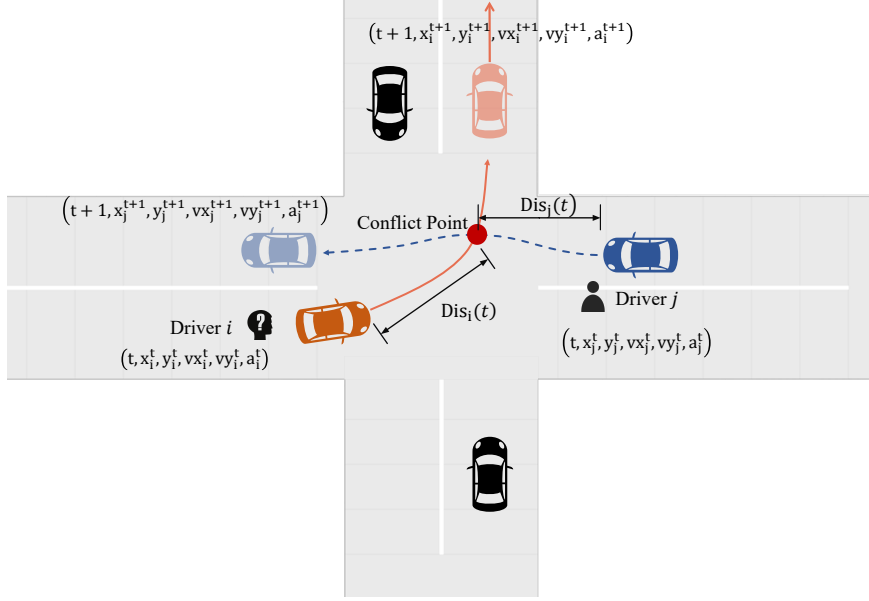 (t + 1, x_i^{t+1}, y_i^{t+1}, vx_i^{t+1}, vy_i^{t+1}, a_i^{t+1})
(t + 1, x_j^{t+1}, y_j^{t+1}, vx_j^{t+1}, vy_j^{t+1}, a_j^{t+1})
Dis_j(t)
Conflict Point
Dis_i(t)
Driver j
Driver i
?
(t, x_j^t, y_j^t, vx_j^t, vy_j^t, a_j^t)
(t, x_i^t, y_i^t, vx_i^t, vy_i^t, a_i^t)